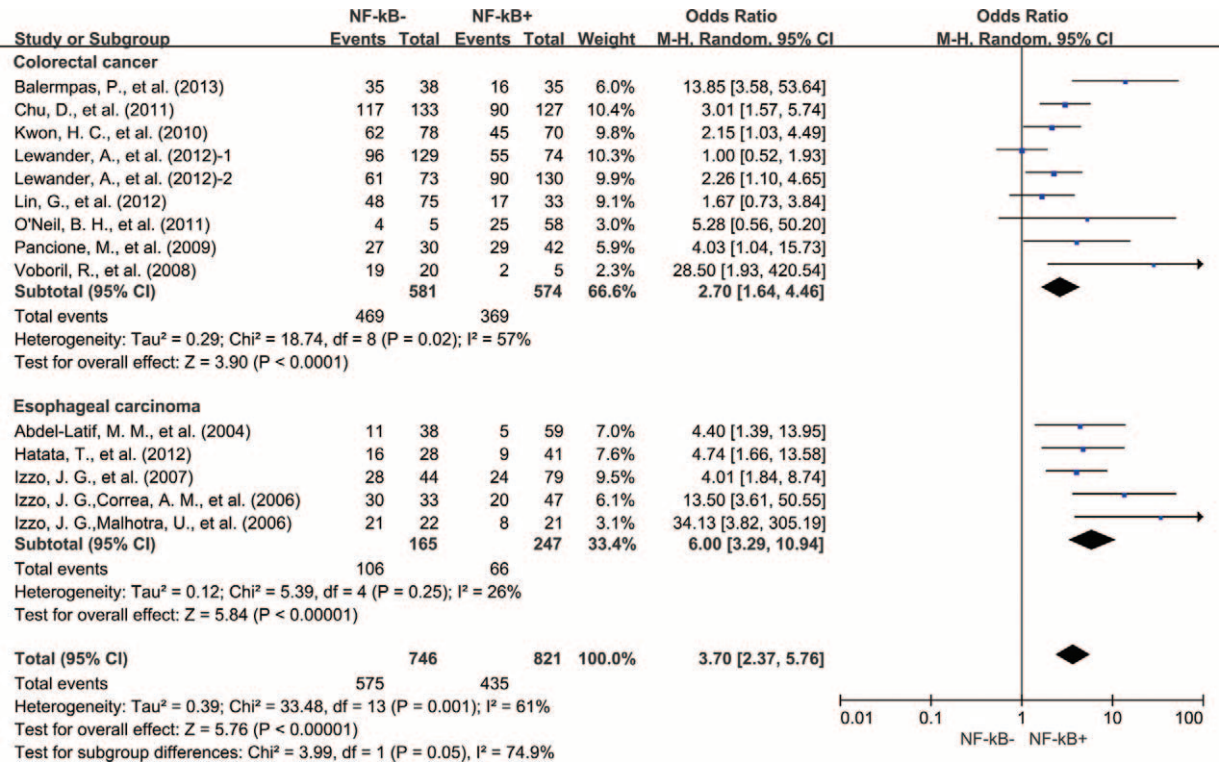 NF-kB- NF-kB+ Odds Ratio Odds Ratio
Study or Subgroup Events Total Events Total Weight M-H, Random, 95% CI M-H, Random, 95% CI
Colorectal cancer
Balermpas, P., et al. (2013) 35 38 16 35 6.0% 13.85 [3.58, 53.64]
Chu, D., et al. (2011) 117 133 90 127 10.4% 3.01 [1.57, 5.74]
Kwon, H. C., et al. (2010) 62 78 45 70 9.8% 2.15 [1.03, 4.49]
Lewander, A., et al. (2012)-1 96 129 55 74 10.3% 1.00 [0.52, 1.93]
Lewander, A., et al. (2012)-2 61 73 90 130 9.9% 2.26 [1.10, 4.65]
Lin, G., et al. (2012) 48 75 17 33 9.1% 1.67 [0.73, 3.84]
O'Neil, B. H., et al. (2011) 4 5 25 58 3.0% 5.28 [0.56, 50.20]
Pancione, M., et al. (2009) 27 30 29 42 5.9% 4.03 [1.04, 15.73]
Voboril, R., et al. (2008) 19 20 2 5 2.3% 28.50 [1.93, 420.54]
Subtotal (95% CI) 581 574 66.6% 2.70 [1.64, 4.46]
Total events 469 369
Heterogeneity: Tau² = 0.29; Chi² = 18.74, df = 8 (P = 0.02); I² = 57%
Test for overall effect: Z = 3.90 (P < 0.0001)
Esophageal carcinoma
Abdel-Latif, M. M., et al. (2004) 11 38 5 59 7.0% 4.40 [1.39, 13.95]
Hatata, T., et al. (2012) 16 28 9 41 7.6% 4.74 [1.66, 13.58]
Izzo, J. G., et al. (2007) 28 44 24 79 9.5% 4.01 [1.84, 8.74]
Izzo, J. G.,Correa, A. M., et al. (2006) 30 33 20 47 6.1% 13.50 [3.61, 50.55]
Izzo, J. G.,Malhotra, U., et al. (2006) 21 22 8 21 3.1% 34.13 [3.82, 305.19]
Subtotal (95% CI) 165 247 33.4% 6.00 [3.29, 10.94]
Total events 106 66
Heterogeneity: Tau² = 0.12; Chi² = 5.39, df = 4 (P = 0.25); I² = 26%
Test for overall effect: Z = 5.84 (P < 0.00001)
Total (95% CI) 746 821 100.0% 3.70 [2.37, 5.76]
Total events 575 435
Heterogeneity: Tau² = 0.39; Chi² = 33.48, df = 13 (P = 0.001); I² = 61%
Test for overall effect: Z = 5.76 (P < 0.00001)
Test for subgroup differences: Chi² = 3.99, df = 1 (P = 0.05), I² = 74.9%
0.01 0.1 1 10 100
NF-kB- NF-kB+